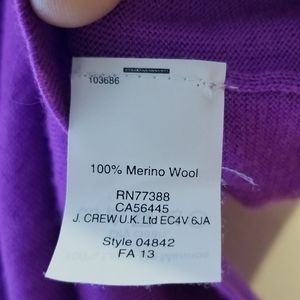 103686
100% Merino Wool
RN77388
CA56445
J. CREW U.K. Ltd EC4V 6JA
Style 04842
FA 13